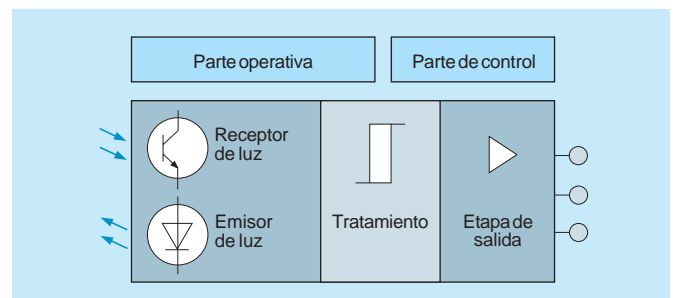 Parte operativa
Parte de control
Receptor
de luz
Emisor
de luz
Tratamiento
Etapa de
salida